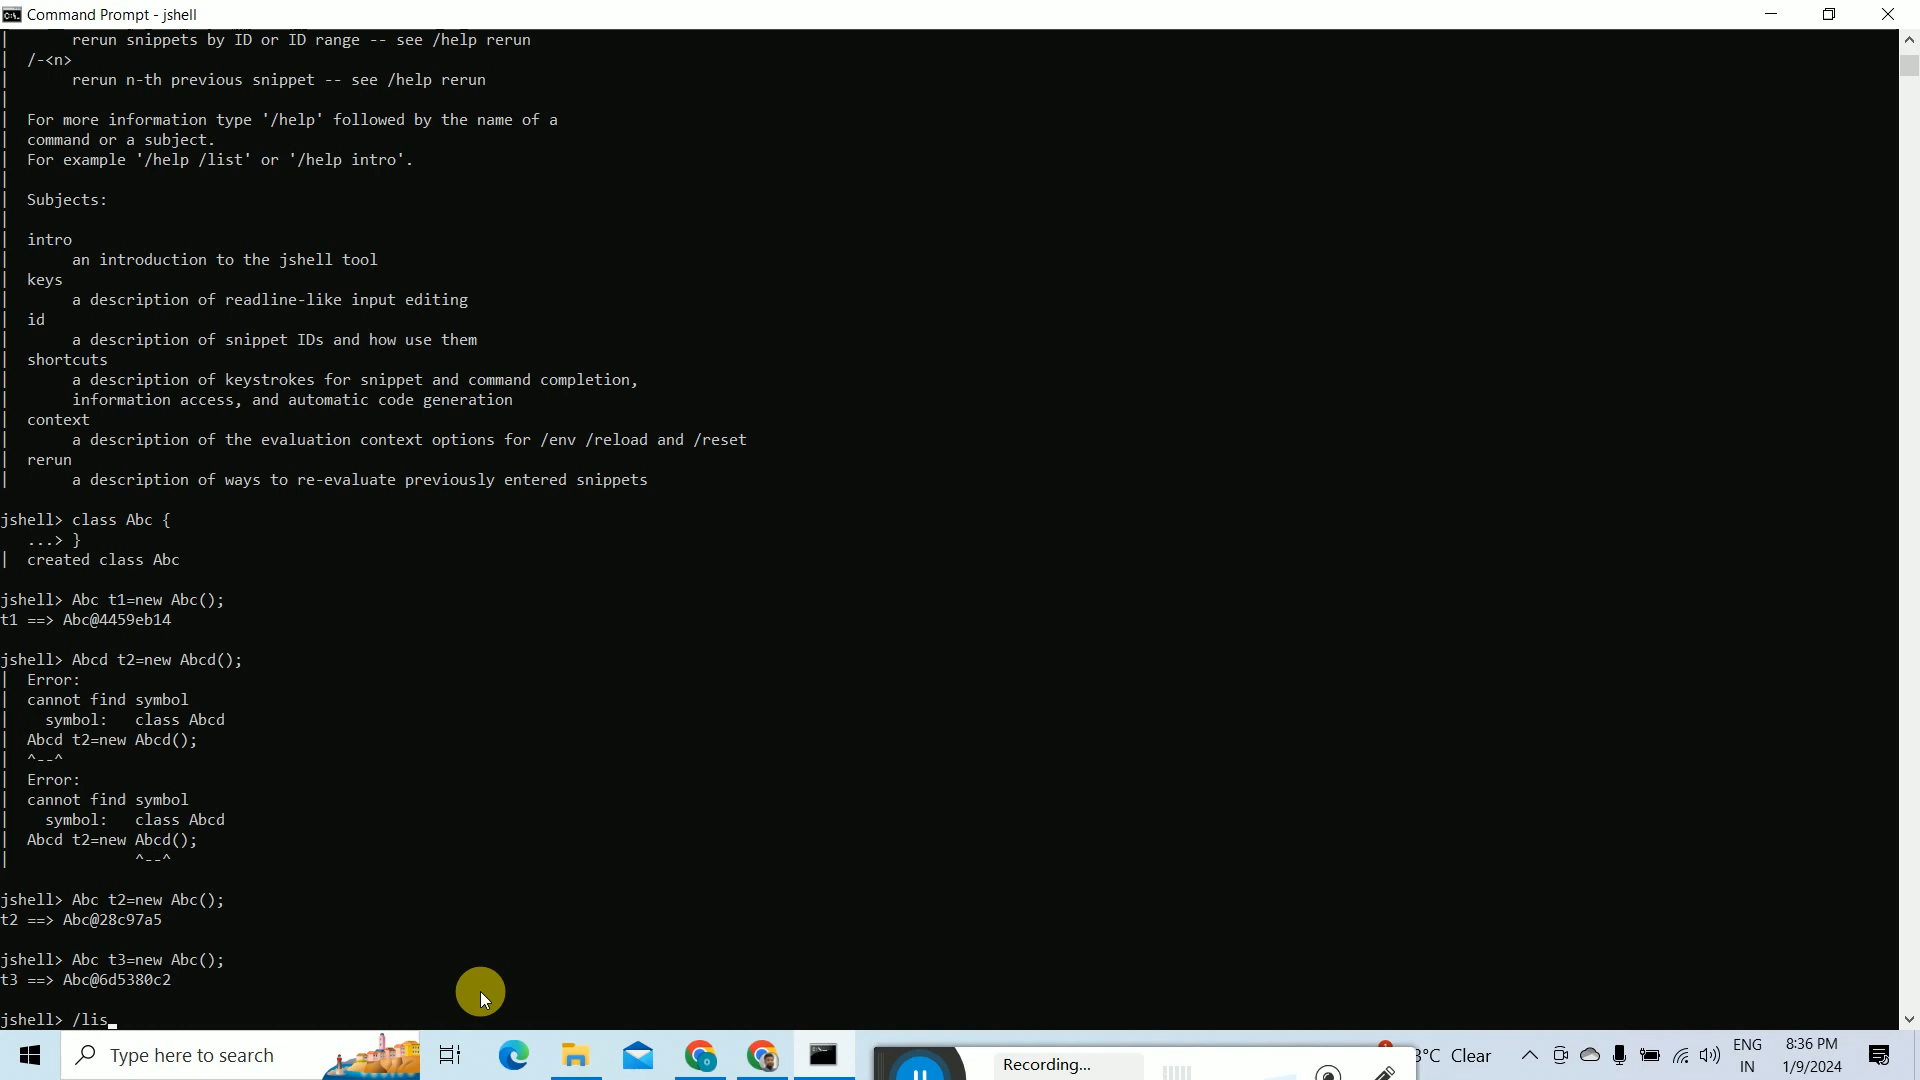 Command Prompt - jshell
|       rerun snippets by ID or ID range -- see /help rerun
|  /-<n>
|       rerun n-th previous snippet -- see /help rerun
|
|  For more information type '/help' followed by the name of a
|  command or a subject.
|  For example '/help /list' or '/help intro'.
|
|  Subjects:
|
|  intro
|       an introduction to the jshell tool
|  keys
|       a description of readline-like input editing
|  id
|       a description of snippet IDs and how use them
|  shortcuts
|       a description of keystrokes for snippet and command completion,
|       information access, and automatic code generation
|  context
|       a description of the evaluation context options for /env /reload and /reset
|  rerun
|       a description of ways to re-evaluate previously entered snippets
jshell> class Abc {
   ...> }
|  created class Abc
jshell> Abc t1=new Abc();
t1 ==> Abc@4459eb14
jshell> Abcd t2=new Abcd();
|  Error:
|  cannot find symbol
|    symbol:   class Abcd
|  Abcd t2=new Abcd();
|  ^--^
|  Error:
|  cannot find symbol
|    symbol:   class Abcd
|  Abcd t2=new Abcd();
|              ^--^
jshell> Abc t2=new Abc();
t2 ==> Abc@28c97a5
jshell> Abc t3=new Abc();
t3 ==> Abc@6d5380c2
jshell> /lis_
Type here to search
Recording...
3°C Clear
ENG
IN
8:36 PM
1/9/2024